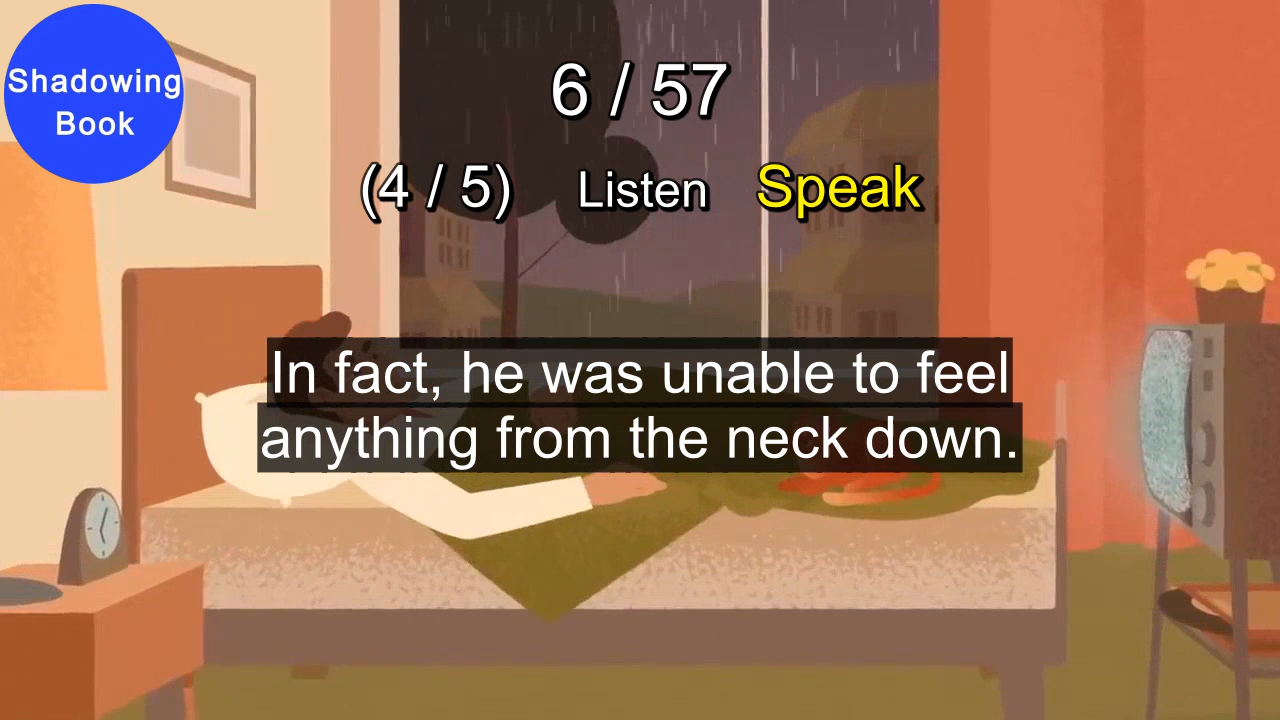 Shadowing
Book
6 / 57
(4 / 5) Listen Speak
In fact, he was unable to feel
anything from the neck down.